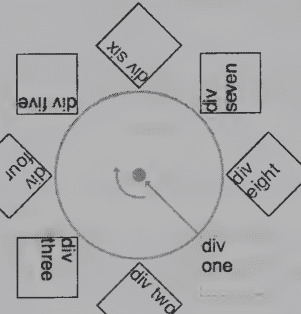 div six
div
seven
div five
div
four
div
eight
div
three
div two
div
one